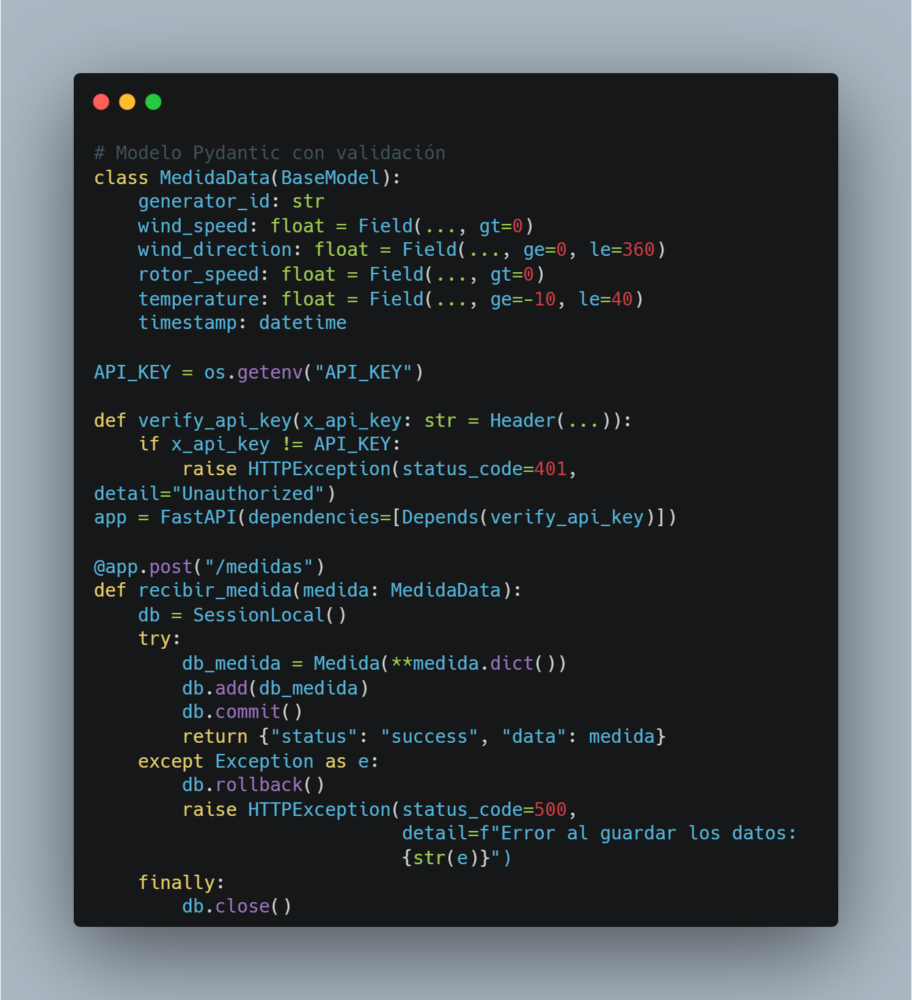 # Modelo Pydantic con validación
class MedidaData(BaseModel):
    generator_id: str
    wind_speed: float = Field(..., gt=0)
    wind_direction: float = Field(..., ge=0, le=360)
    rotor_speed: float = Field(..., gt=0)
    temperature: float = Field(..., ge=-10, le=40)
    timestamp: datetime

API_KEY = os.getenv("API_KEY")

def verify_api_key(x_api_key: str = Header(...)):
    if x_api_key != API_KEY:
        raise HTTPException(status_code=401,
detail="Unauthorized")
app = FastAPI(dependencies=[Depends(verify_api_key)])

@app.post("/medidas")
def recibir_medida(medida: MedidaData):
    db = SessionLocal()
    try:
        db_medida = Medida(**medida.dict())
        db.add(db_medida)
        db.commit()
        return {"status": "success", "data": medida}
    except Exception as e:
        db.rollback()
        raise HTTPException(status_code=500,
                            detail=f"Error al guardar los datos:
                            {str(e)}")
    finally:
        db.close()